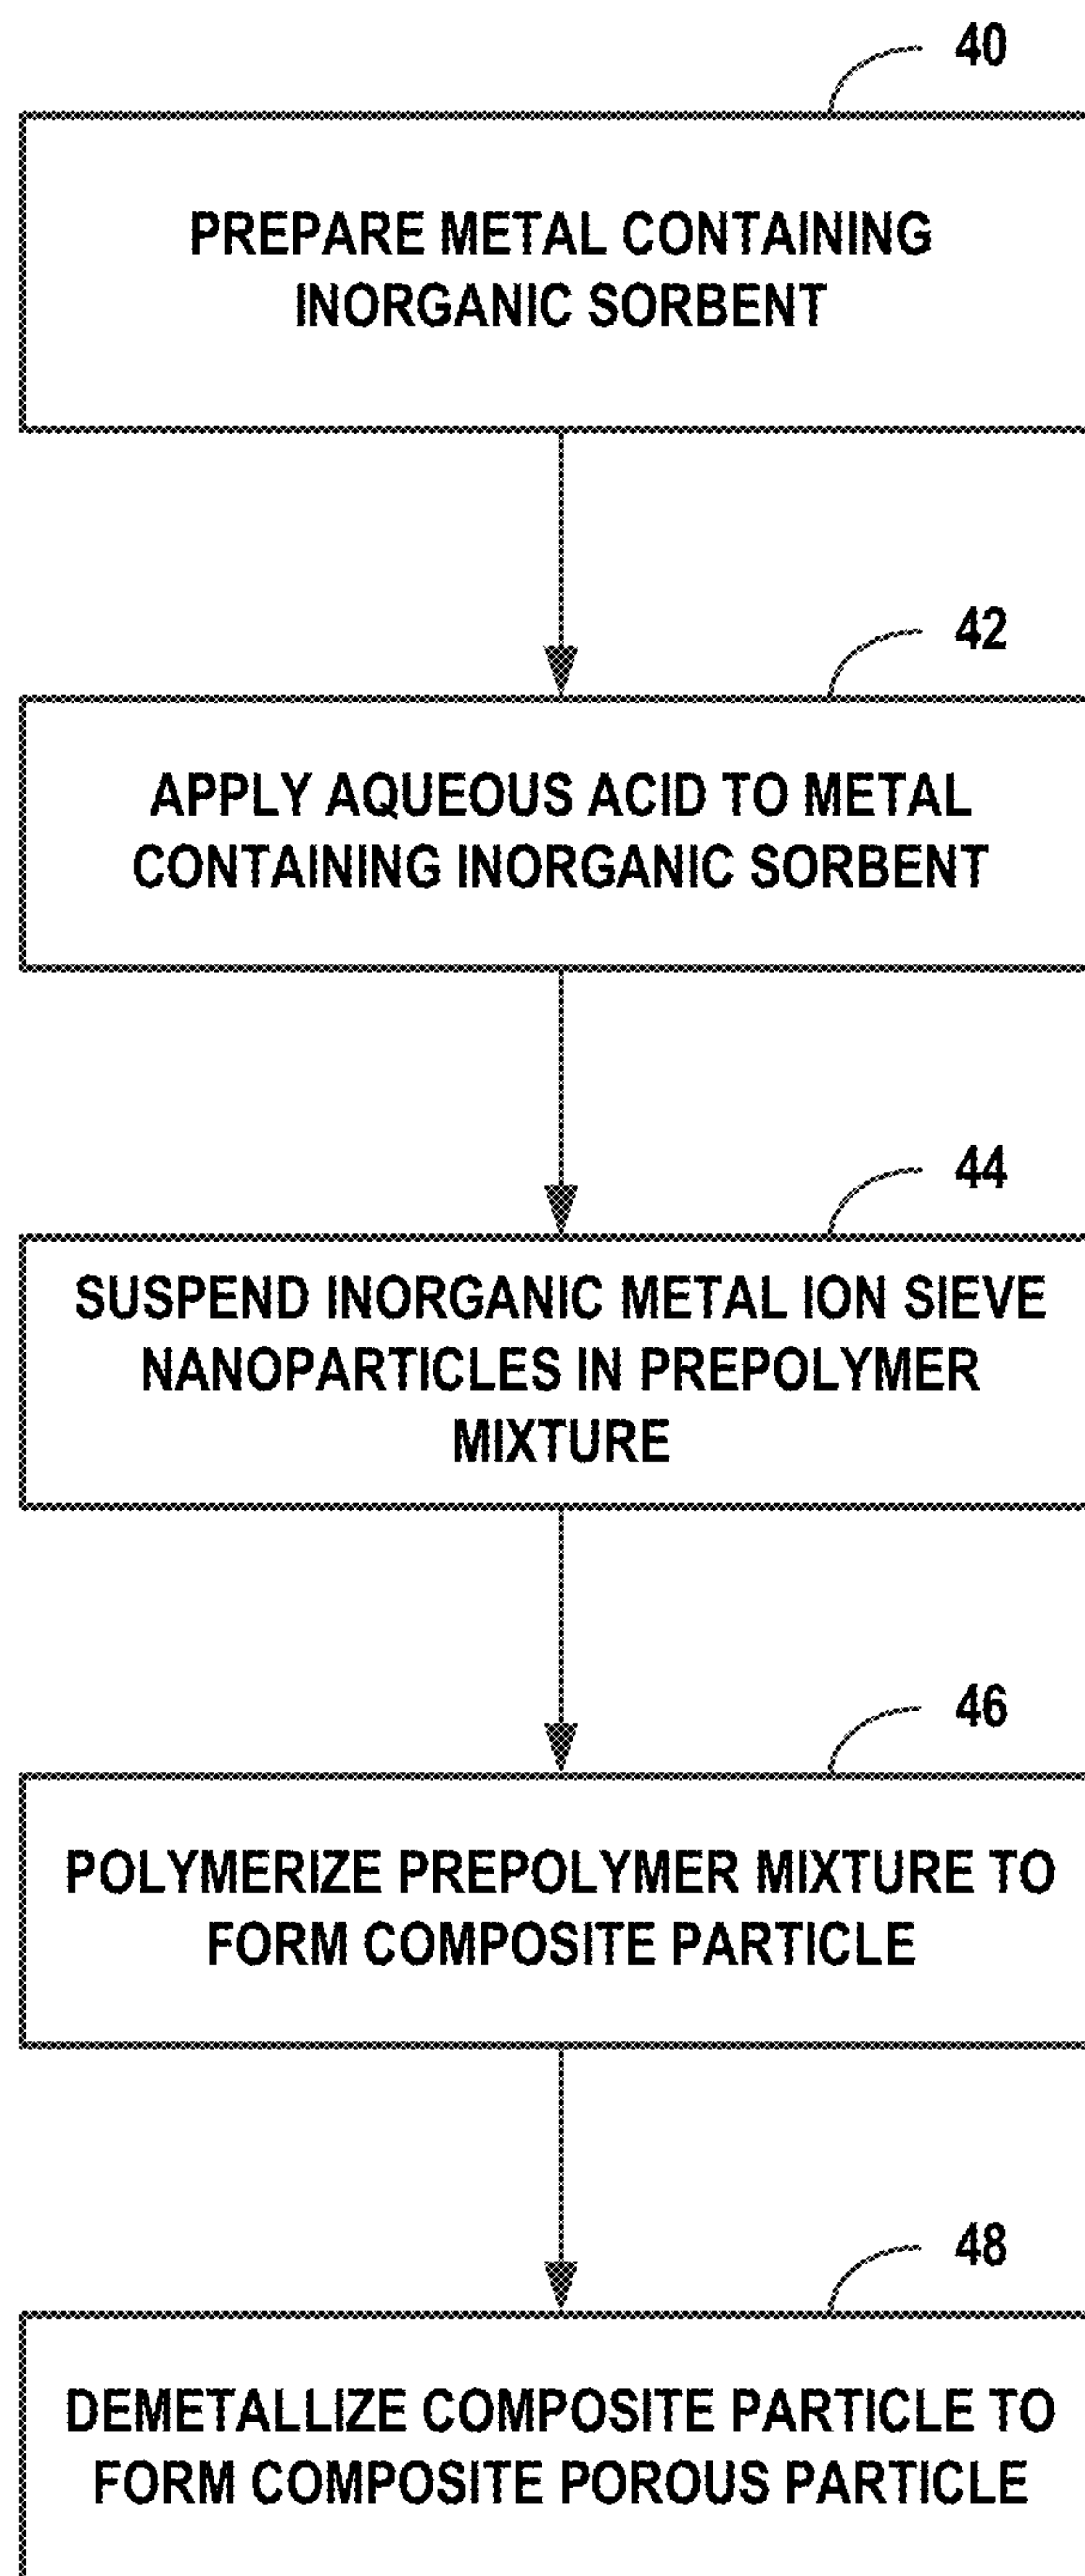 40
PREPARE METAL CONTAINING
INORGANIC SORBENT
42
APPLY AQUEOUS ACID TO METAL
CONTAINING INORGANIC SORBENT
44
SUSPEND INORGANIC METAL ION SIEVE
NANOPARTICLES IN PREPOLYMER
MIXTURE
46
POLYMERIZE PREPOLYMER MIXTURE TO
FORM COMPOSITE PARTICLE
48
DEMETALLIZE COMPOSITE PARTICLE TO
FORM COMPOSITE POROUS PARTICLE